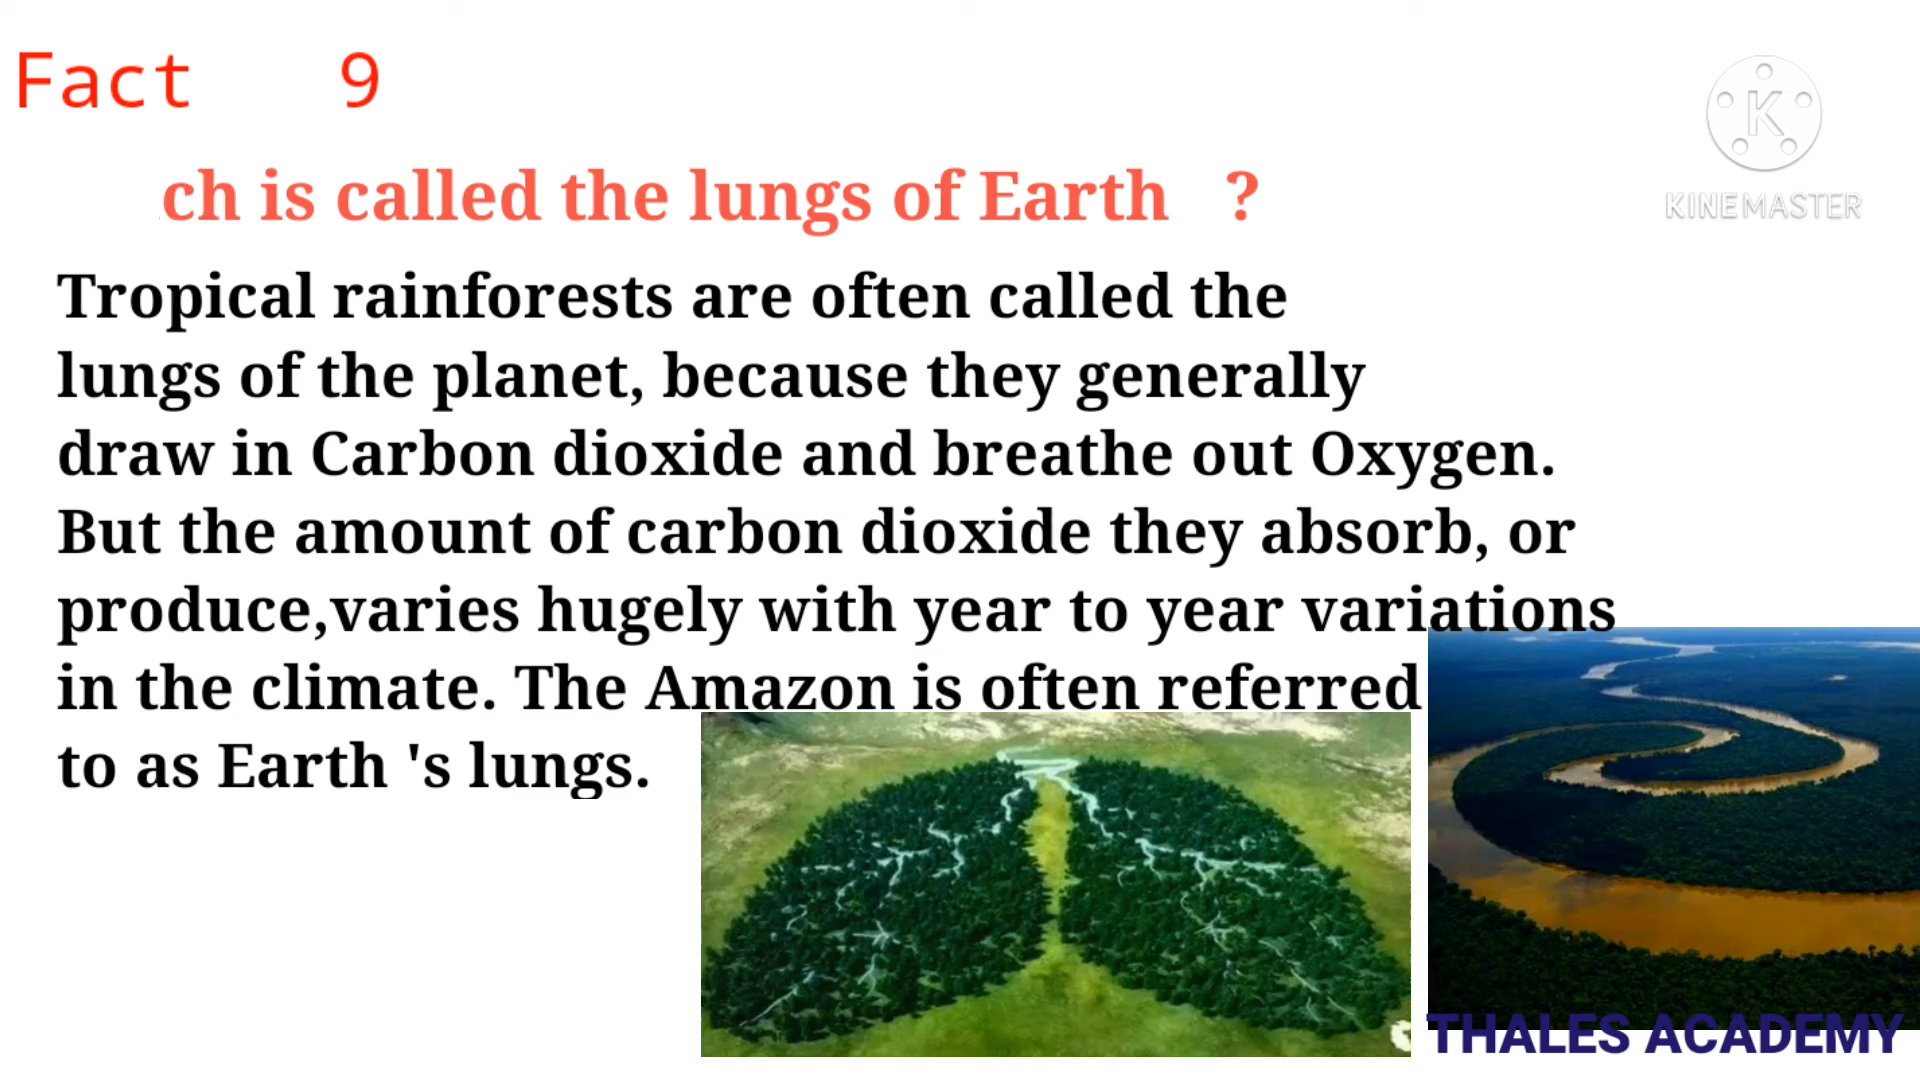 Fact 9
ch is called the lungs of Earth ?
Tropical rainforests are often called the
lungs of the planet, because they generally
draw in Carbon dioxide and breathe out Oxygen.
But the amount of carbon dioxide they absorb, or
produce,varies hugely with year to year variations
in the climate. The Amazon is often referred
to as Earth 's lungs.
K
KINEMASTER
THALES ACADEMY